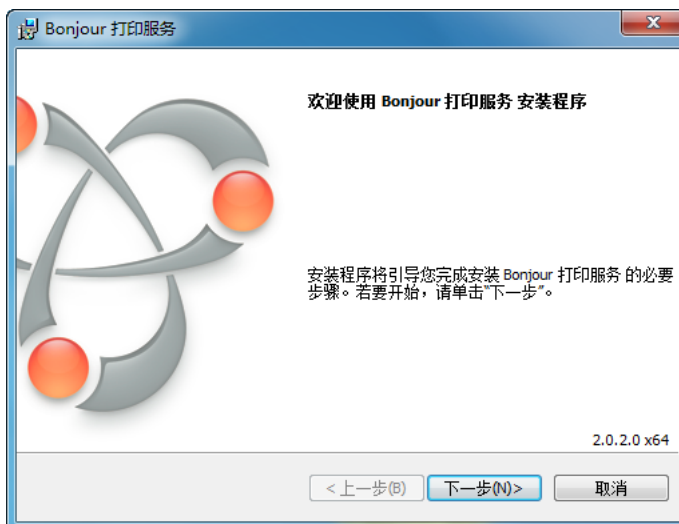 Bonjour 打印服务
欢迎使用 Bonjour 打印服务 安装程序
安装程序将引导您完成安装 Bonjour 打印服务 的必要
步骤。若要开始，请单击“下一步”。
2.0.2.0 x64
<上一步(B)
下一步(N)>
取消